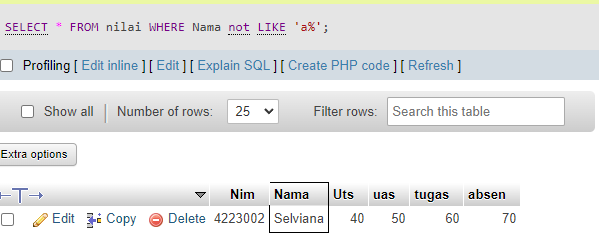 SELECT * FROM nilai WHERE Nama not LIKE 'a%';
Profiling [ Edit inline ] [ Edit ] [ Explain SQL ] [ Create PHP code ] [ Refresh ]
Show all | Number of rows: 25 Filter rows: Search this table
Extra options
←T→ Nim Nama Uts uas tugas absen
Edit Copy Delete 4223002 Selviana 40 50 60 70